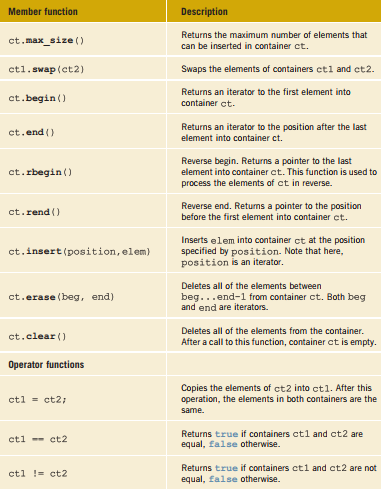 Member function Description
ct.max_size() Returns the maximum number of elements that
can be inserted in container ct.
ct1.swap(ct2) Swaps the elements of containers ct1 and ct2.
ct.begin() Returns an iterator to the first element into
container ct.
ct.end() Returns an iterator to the position after the last
element into container ct.
ct.rbegin() Reverse begin. Returns a pointer to the last
element into container ct. This function is used to
process the elements of ct in reverse.
ct.rend() Reverse end. Returns a pointer to the position
before the first element into container ct.
ct.insert(position,elem) Inserts elem into container ct at the position
specified by position. Note that here,
position is an iterator.
ct.erase(beg, end) Deletes all of the elements between
beg...end-1 from container ct. Both beg
and end are iterators.
ct.clear() Deletes all of the elements from the container.
After a call to this function, container ct is empty.
Operator functions
ct1 = ct2; Copies the elements of ct2 into ct1. After this
operation, the elements in both containers are the
same.
ct1 == ct2 Returns true if containers ct1 and ct2 are
equal, false otherwise.
ct1 != ct2 Returns true if containers ct1 and ct2 are not
equal, false otherwise.